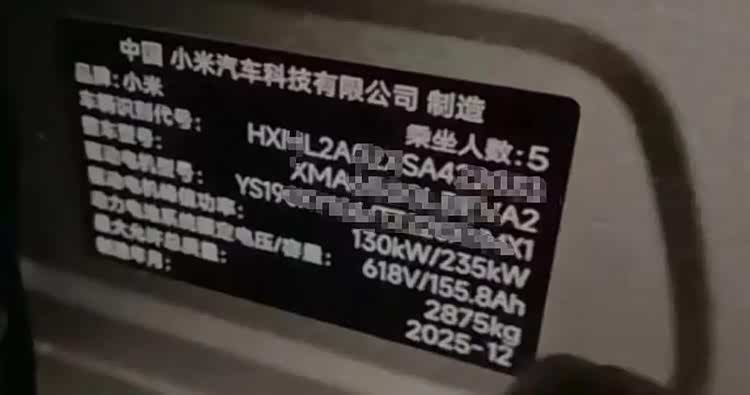 中国 小米汽车科技有限公司 制造
品牌:小米
乘坐人数:5
车辆识别代号:
整车型号:
驱动电机型号:
驱动电机峰值功率:
130kW/235kW
动力电池系统额定电压/容量:
618V/155.8Ah
最大允许总质量:
2875kg
制造年月:
2025-12